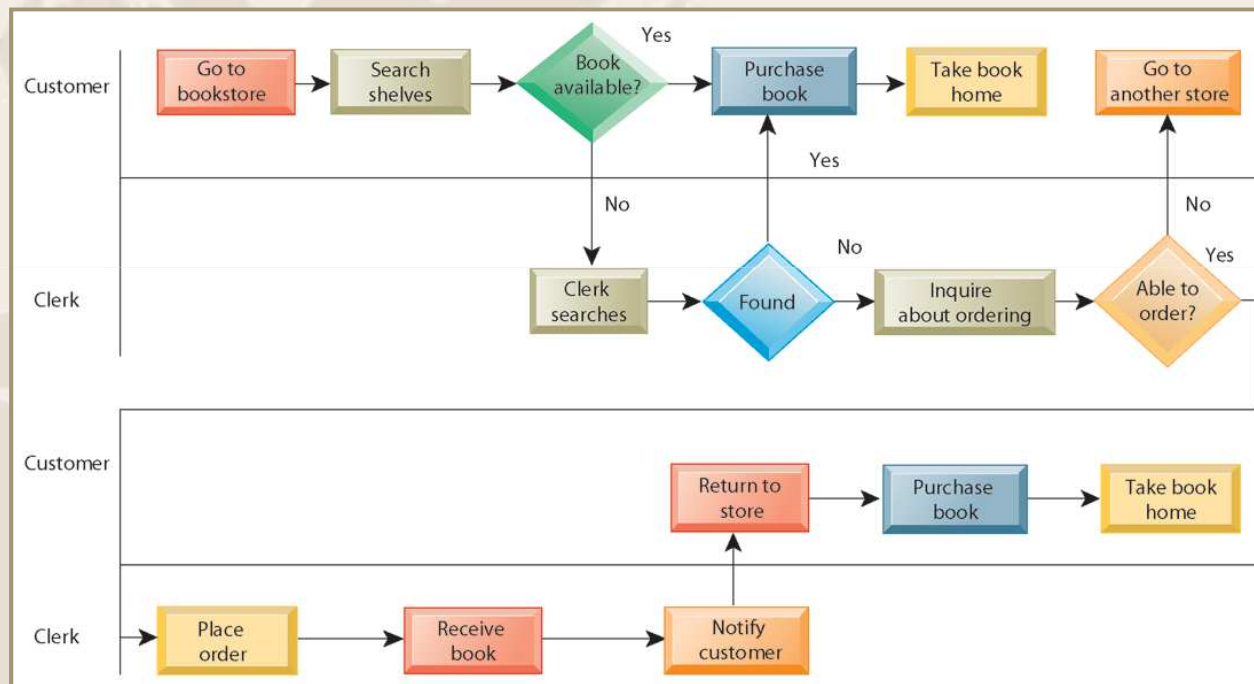 Customer
Go to
bookstore
Search
shelves
Book
available?
Yes
Purchase
book
Take book
home
Go to
another store
No
Yes
No
Clerk
Clerk
searches
Found
No
Inquire
about ordering
Able to
order?
Yes
Customer
Return to
store
Purchase
book
Take book
home
Clerk
Place
order
Receive
book
Notify
customer